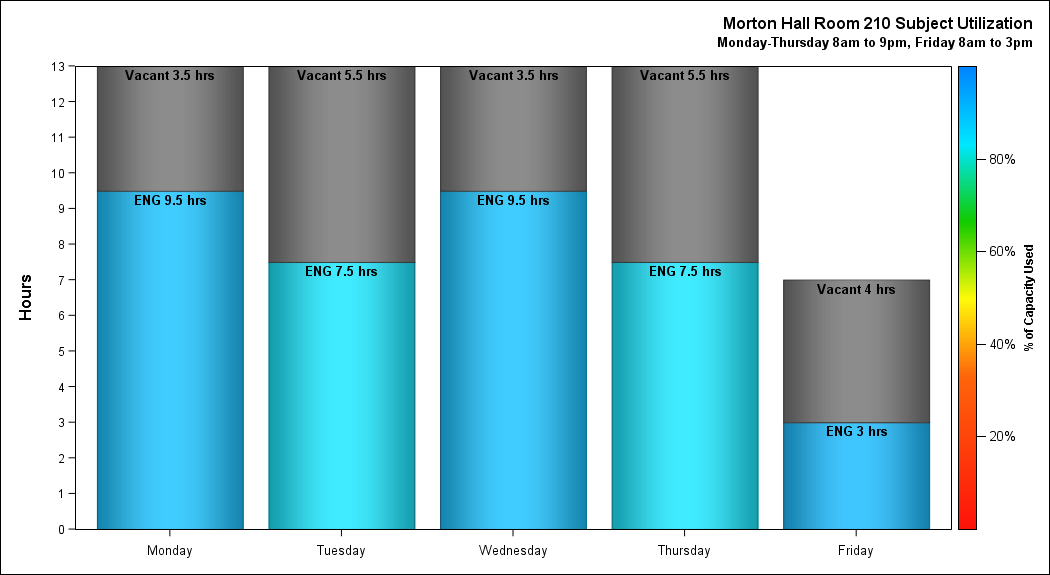 Morton Hall Room 210 Subject Utilization
Monday-Thursday 8am to 9pm, Friday 8am to 3pm
Hours
13
12
11
10
9
8
7
6
5
4
3
2
1
0
Vacant 3.5 hrs
ENG 9.5 hrs
Vacant 5.5 hrs
ENG 7.5 hrs
Vacant 3.5 hrs
ENG 9.5 hrs
Vacant 5.5 hrs
ENG 7.5 hrs
Vacant 4 hrs
ENG 3 hrs
Monday
Tuesday
Wednesday
Thursday
Friday
80%
60%
40%
20%
% of Capacity Used